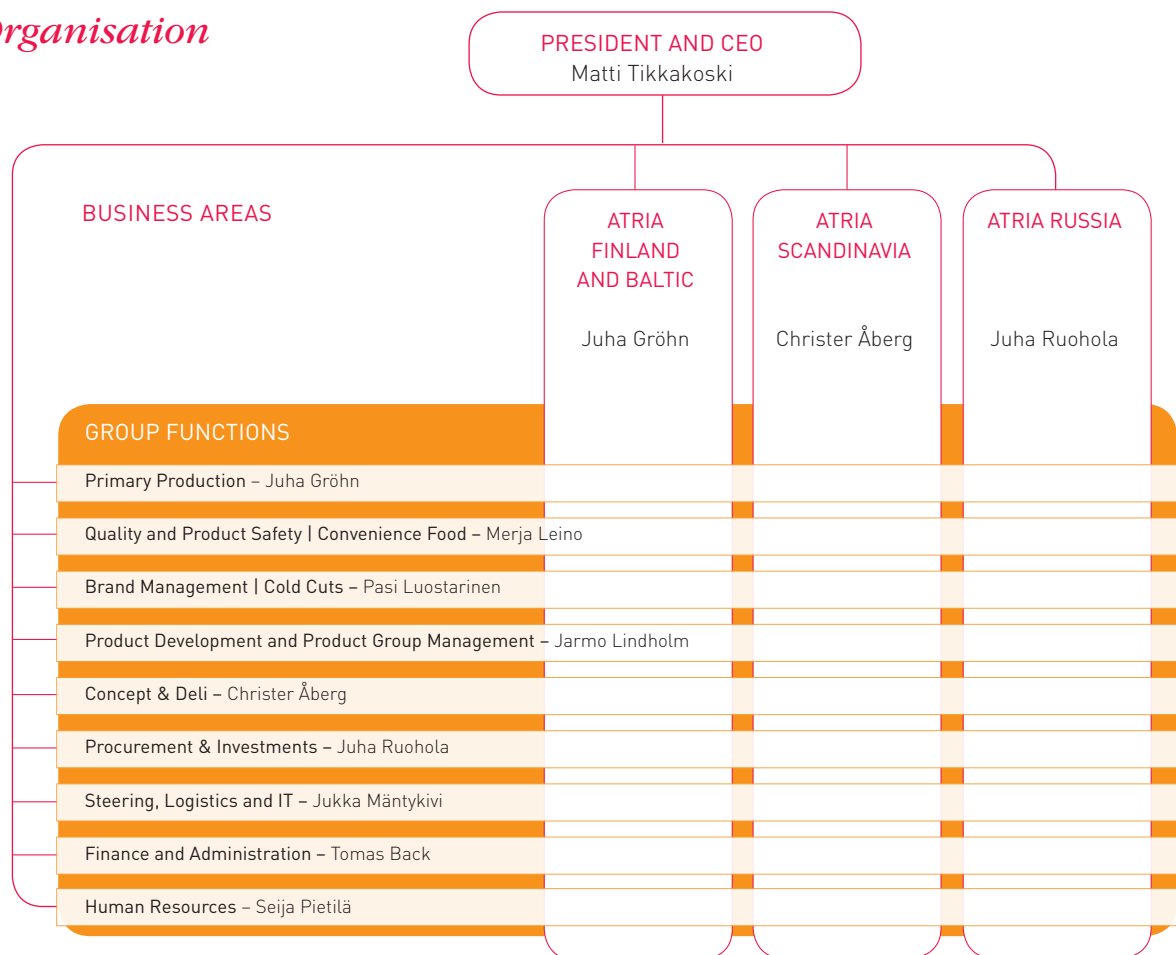 rganisation
PRESIDENT AND CEO
Matti Tikkakoski
BUSINESS AREAS
ATRIA
FINLAND
AND BALTIC
Juha Gröhn
ATRIA
SCANDINAVIA
Christer Åberg
ATRIA RUSSIA
Juha Ruohola
GROUP FUNCTIONS
Primary Production – Juha Gröhn
Quality and Product Safety | Convenience Food – Merja Leino
Brand Management | Cold Cuts – Pasi Luostarinen
Product Development and Product Group Management – Jarmo Lindholm
Concept & Deli – Christer Åberg
Procurement & Investments – Juha Ruohola
Steering, Logistics and IT – Jukka Mäntykivi
Finance and Administration – Tomas Back
Human Resources – Seija Pietilä